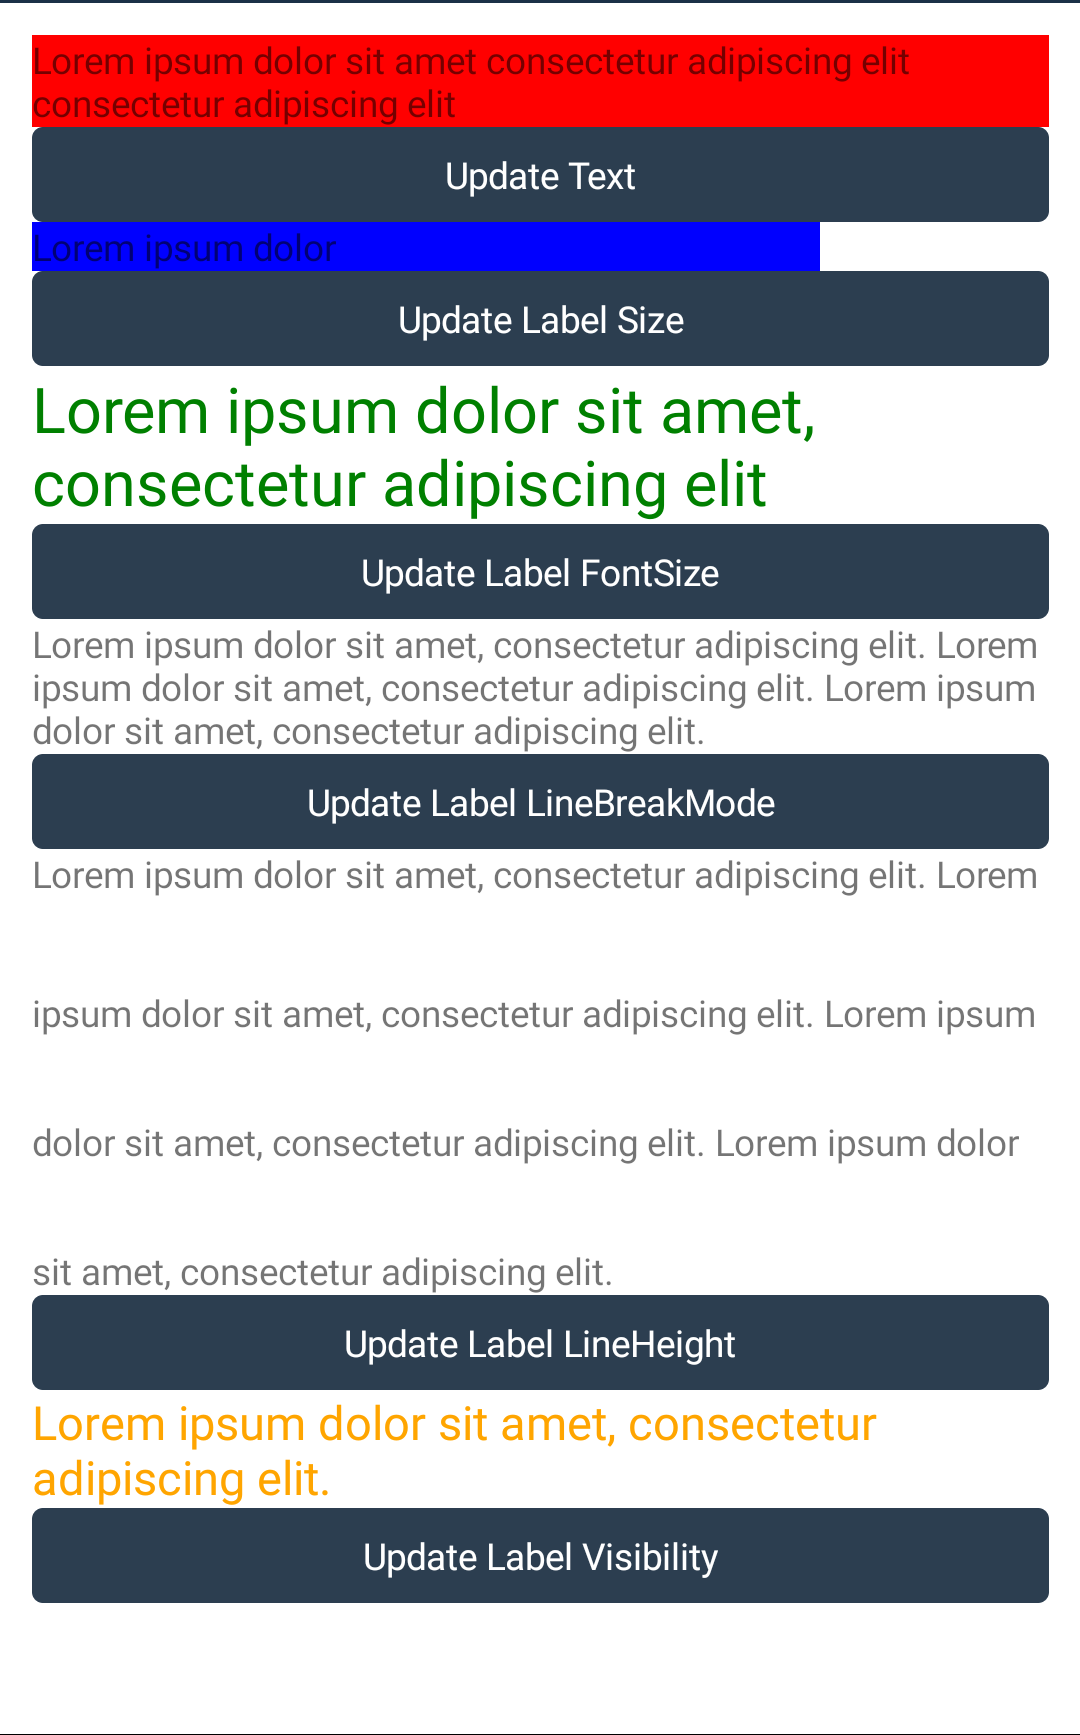 Lorem ipsum dolor sit amet consectetur adipiscing elit
consectetur adipiscing elit
Update Text
Lorem ipsum dolor
Update Label Size
Lorem ipsum dolor sit amet,
consectetur adipiscing elit
Update Label FontSize
Lorem ipsum dolor sit amet, consectetur adipiscing elit. Lorem
ipsum dolor sit amet, consectetur adipiscing elit. Lorem ipsum
dolor sit amet, consectetur adipiscing elit.
Update Label LineBreakMode
Lorem ipsum dolor sit amet, consectetur adipiscing elit. Lorem
ipsum dolor sit amet, consectetur adipiscing elit. Lorem ipsum
dolor sit amet, consectetur adipiscing elit. Lorem ipsum dolor
sit amet, consectetur adipiscing elit.
Update Label LineHeight
Lorem ipsum dolor sit amet, consectetur
adipiscing elit.
Update Label Visibility